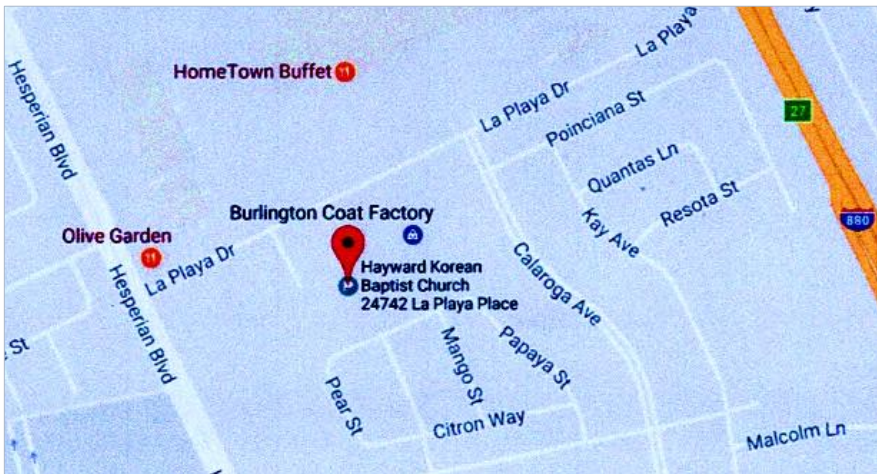 La Playa
HomeTown Buffet
La Playa Dr
Poinciana St
27
Hesperian Blvd
Quantas Ln
Resota St
Kay Ave
880
Burlington Coat Factory
Olive Garden
La Playa Dr
Hayward Korean
Baptist Church
24742 La Playa Place
Calaroga Ave
Hesperian Blvd
Mango St
Papaya St
Pear St
Citron Way
Malcolm Ln